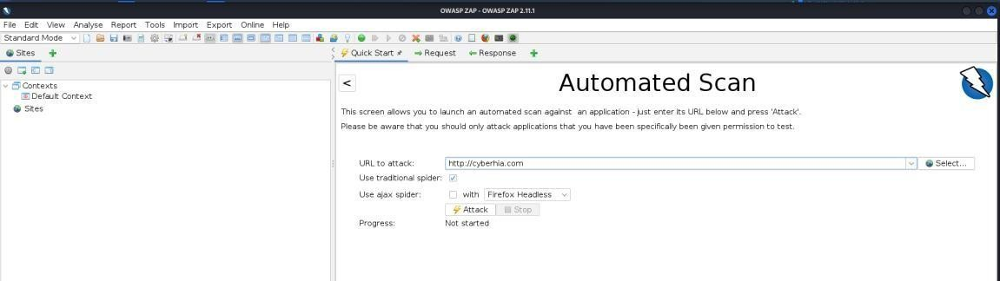 OWASP ZAP - OWASP ZAP 2.11.1
File Edit View Analyse Report Tools Import Export Online Help
Standard Mode
Sites
Quick Start Request Response
Contexts
Default Context
Sites
<
Automated Scan
This screen allows you to launch an automated scan against an application - just enter its URL below and press 'Attack'.
Please be aware that you should only attack applications that you have been specifically been given permission to test.
URL to attack: http://cyberhia.com Select...
Use traditional spider:
Use ajax spider: with Firefox Headless
Attack Stop
Progress: Not started